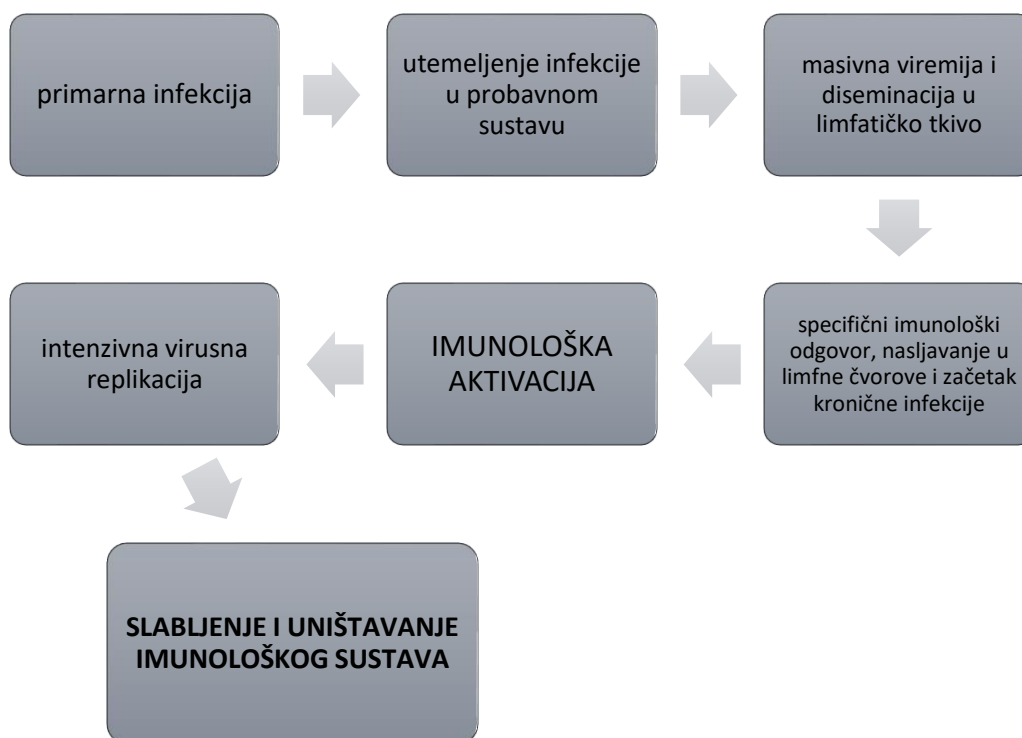 primarna infekcija
utemeljenje infekcije
u probavnom
sustavu
masivna viremija i
diseminacija u
limfatičko tkivo
specifični imunološki
odgovor, nasljavanje u
limfne čvorove i začetak
kronične infekcije
IMUNOLOŠKA
AKTIVACIJA
intenzivna virusna
replikacija
SLABLJENJE I UNIŠTAVANJE
IMUNOLOŠKOG SUSTAVA